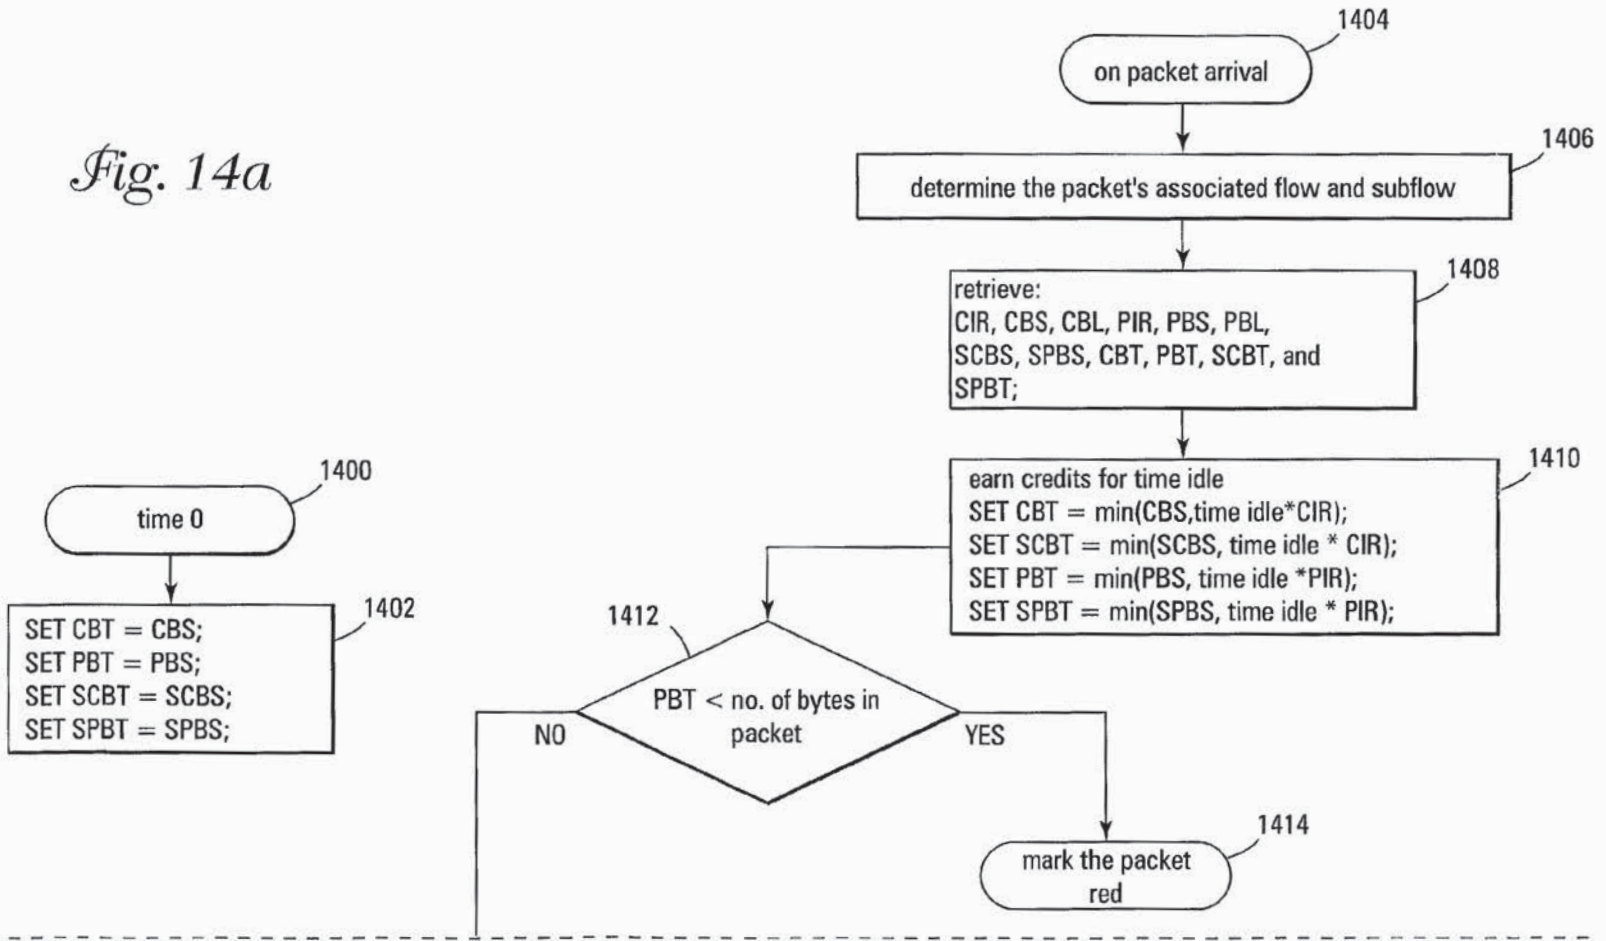 Fig. 14a
1404
on packet arrival
1406
determine the packet's associated flow and subflow
1408
retrieve:
CIR, CBS, CBL, PIR, PBS, PBL,
SCBS, SPBS, CBT, PBT, SCBT, and
SPBT;
1410
earn credits for time idle
SET CBT = min(CBS,time idle*CIR);
SET SCBT = min(SCBS, time idle * CIR);
SET PBT = min(PBS, time idle *PIR);
SET SPBT = min(SPBS, time idle * PIR);
1400
time 0
1402
SET CBT = CBS;
SET PBT = PBS;
SET SCBT = SCBS;
SET SPBT = SPBS;
1412
PBT < no. of bytes in
packet
NO
YES
1414
mark the packet
red